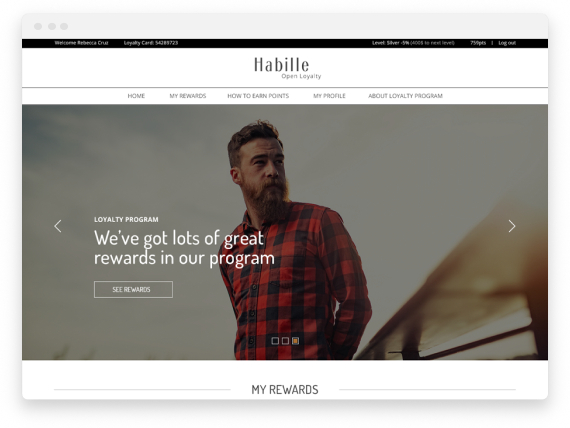 Welcome Rebecca Cruz Loyalty Card: 54289723 Level: Silver -5% (400$ to next level) 759pts | Log out
Habille
Open Loyalty
HOME MY REWARDS HOW TO EARN POINTS MY PROFILE ABOUT LOYALTY PROGRAM
LOYALTY PROGRAM
We've got lots of great
rewards in our program
SEE REWARDS
MY REWARDS